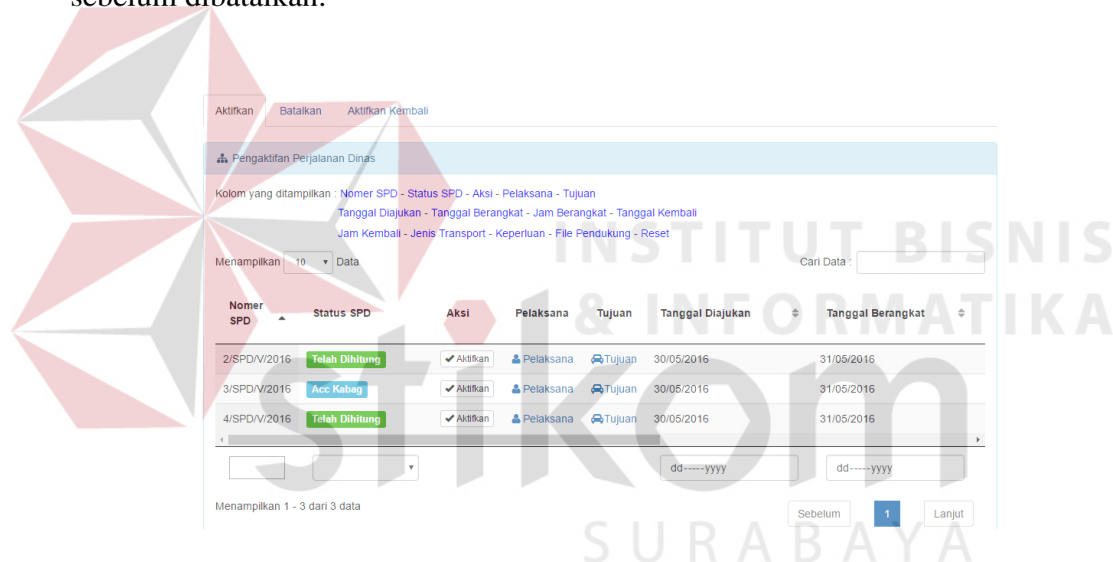 sebelum dibatalkan.
Aktifkan Batalkan Aktifkan Kembali
Pengaktifan Perjalanan Dinas
Kolom yang ditampilkan : Nomer SPD - Status SPD - Aksi - Pelaksana - Tujuan
Tanggal Diajukan - Tanggal Berangkat - Jam Berangkat - Tanggal Kembali
Jam Kembali - Jenis Transport - Keperluan - File Pendukung - Reset
Menampilkan 10 Data Cari Data :
Nomer SPD Status SPD Aksi Pelaksana Tujuan Tanggal Diajukan Tanggal Berangkat
2/SPD/V/2016 Telah Dihitung Aktifkan Pelaksana Tujuan 30/05/2016 31/05/2016
3/SPD/V/2016 Acc Kabag Aktifkan Pelaksana Tujuan 30/05/2016 31/05/2016
4/SPD/V/2016 Telah Dihitung Aktifkan Pelaksana Tujuan 30/05/2016 31/05/2016
dd-----yyyy dd-----yyyy
Menampilkan 1 - 3 dari 3 data
Sebelum 1 Lanjut
INSTITUT BISNIS
& INFORMATIKA
stikom
SURABAYA